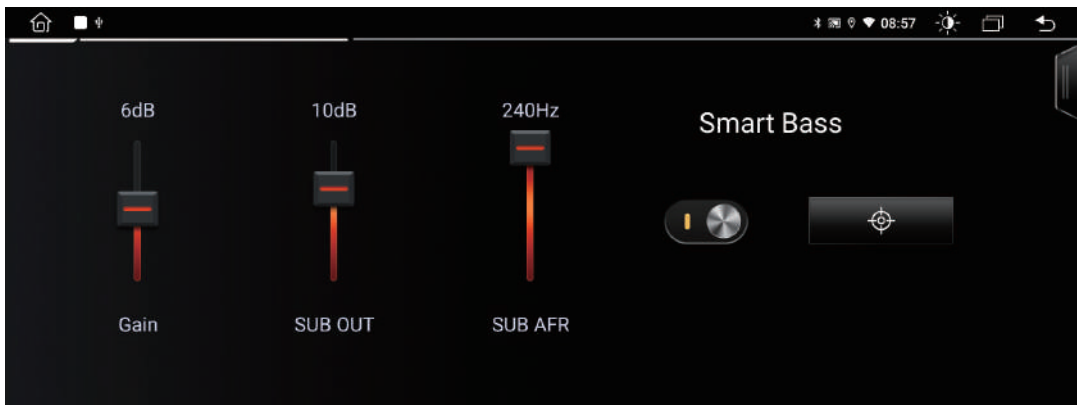 08:57
6dB
10dB
240Hz
Smart Bass
Gain
SUB OUT
SUB AFR